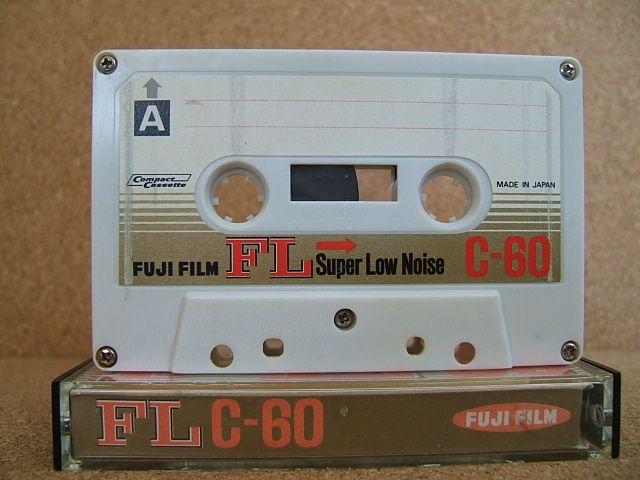 A
Compact
Cassette
MADE IN JAPAN
FUJI FILM FL Super Low Noise C-60
FL C-60 FUJI FILM